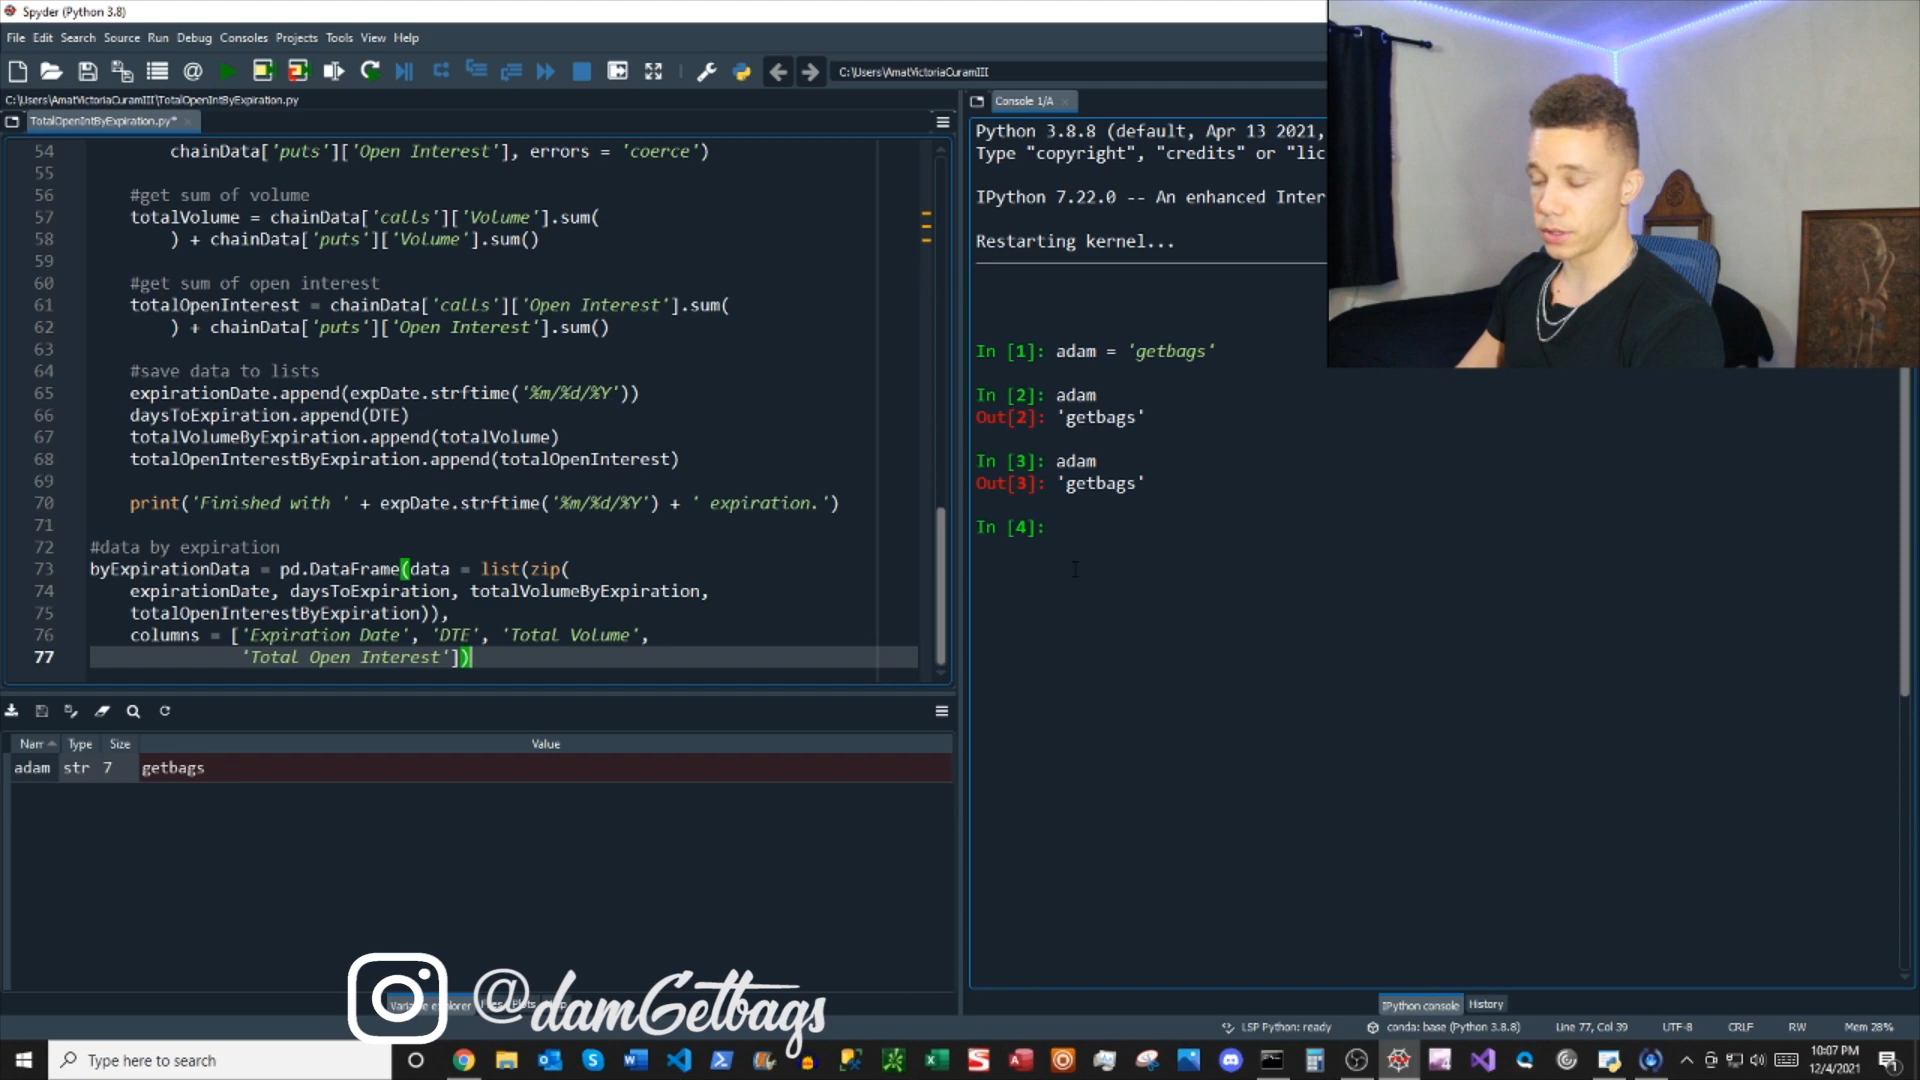 Spyder (Python 3.8)
File Edit Search Source Run Debug Consoles Projects Tools View Help
C:\Users\AmatVictoriaCuramIII
C:\Users\AmatVictoriaCuramIII\TotalOpenIntByExpiration.py
TotalOpenIntByExpiration.py*
54 chainData['puts']['Open Interest'], errors = 'coerce')
55
56 #get sum of volume
57 totalVolume = chainData['calls']['Volume'].sum(
58 ) + chainData['puts']['Volume'].sum()
59
60 #get sum of open interest
61 totalOpenInterest = chainData['calls']['Open Interest'].sum(
62 ) + chainData['puts']['Open Interest'].sum()
63
64 #save data to lists
65 expirationDate.append(expDate.strftime('%m/%d/%Y'))
66 daysToExpiration.append(DTE)
67 totalVolumeByExpiration.append(totalVolume)
68 totalOpenInterestByExpiration.append(totalOpenInterest)
69
70 print('Finished with ' + expDate.strftime('%m/%d/%Y') + ' expiration.')
71
72 #data by expiration
73 byExpirationData = pd.DataFrame(data = list(zip(
74 expirationDate, daysToExpiration, totalVolumeByExpiration,
75 totalOpenInterestByExpiration)),
76 columns = ['Expiration Date', 'DTE', 'Total Volume',
77 'Total Open Interest'])
Narr Type Size Value
adam str 7 getbags
Variable explorer
@damGetbags
Console 1/A
Python 3.8.8 (default, Apr 13 2021,
Type "copyright", "credits" or "lic
IPython 7.22.0 -- An enhanced Inter
Restarting kernel...
In [1]: adam = 'getbags'
In [2]: adam
Out[2]: 'getbags'
In [3]: adam
Out[3]: 'getbags'
In [4]:
IPython console History
LSP Python: ready conda: base (Python 3.8.8) Line 77, Col 39 UTF-8 CRLF RW Mem 28%
Type here to search
10:07 PM
12/4/2021